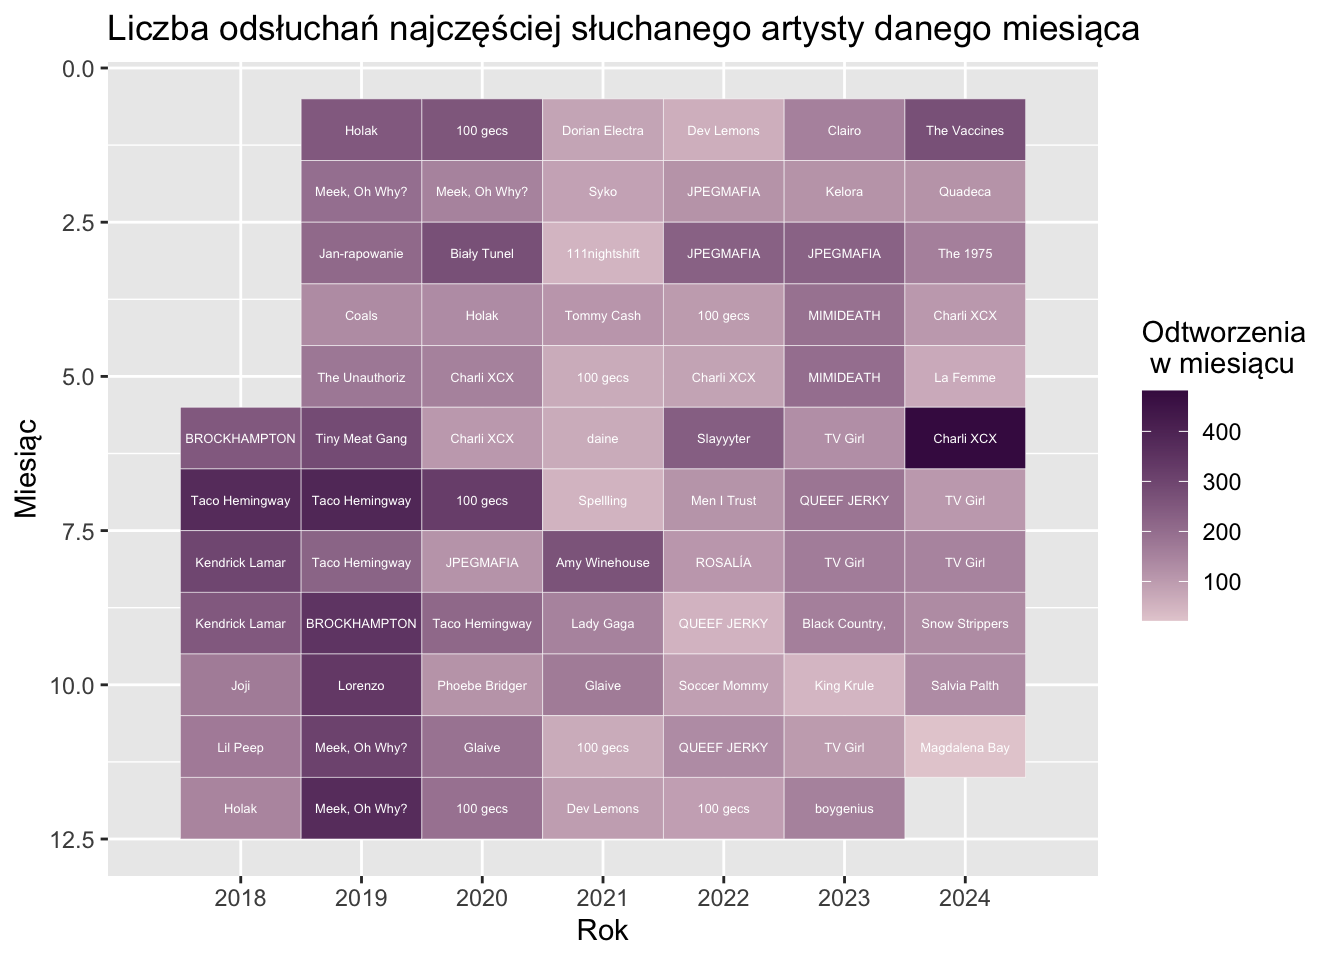 Liczba odsłuchań najczęściej słuchanego artysty danego miesiąca
0.0
Holak 100 gecs Dorian Electra Dev Lemons Clairo The Vaccines
Meek, Oh Why? Meek, Oh Why? Syko JPEGMAFIA Kelora Quadeca
2.5
Jan-rapowanie Biały Tunel 111nightshift JPEGMAFIA JPEGMAFIA The 1975
Coals Holak Tommy Cash 100 gecs MIMIDEATH Charli XCX
5.0
The Unauthoriz Charli XCX 100 gecs Charli XCX MIMIDEATH La Femme
BROCKHAMPTON Tiny Meat Gang Charli XCX daine Slayyyter TV Girl Charli XCX
Taco Hemingway Taco Hemingway 100 gecs Spellling Men I Trust QUEEF JERKY TV Girl
7.5
Kendrick Lamar Taco Hemingway JPEGMAFIA Amy Winehouse ROSALÍA TV Girl TV Girl
Kendrick Lamar BROCKHAMPTON Taco Hemingway Lady Gaga QUEEF JERKY Black Country, Snow Strippers
10.0
Joji Lorenzo Phoebe Bridger Glaive Soccer Mommy King Krule Salvia Palth
Lil Peep Meek, Oh Why? Glaive 100 gecs QUEEF JERKY TV Girl Magdalena Bay
Holak Meek, Oh Why? 100 gecs Dev Lemons 100 gecs boygenius
12.5
2018 2019 2020 2021 2022 2023 2024
Rok
Miesiąc
Odtworzenia
w miesiącu
400
300
200
100